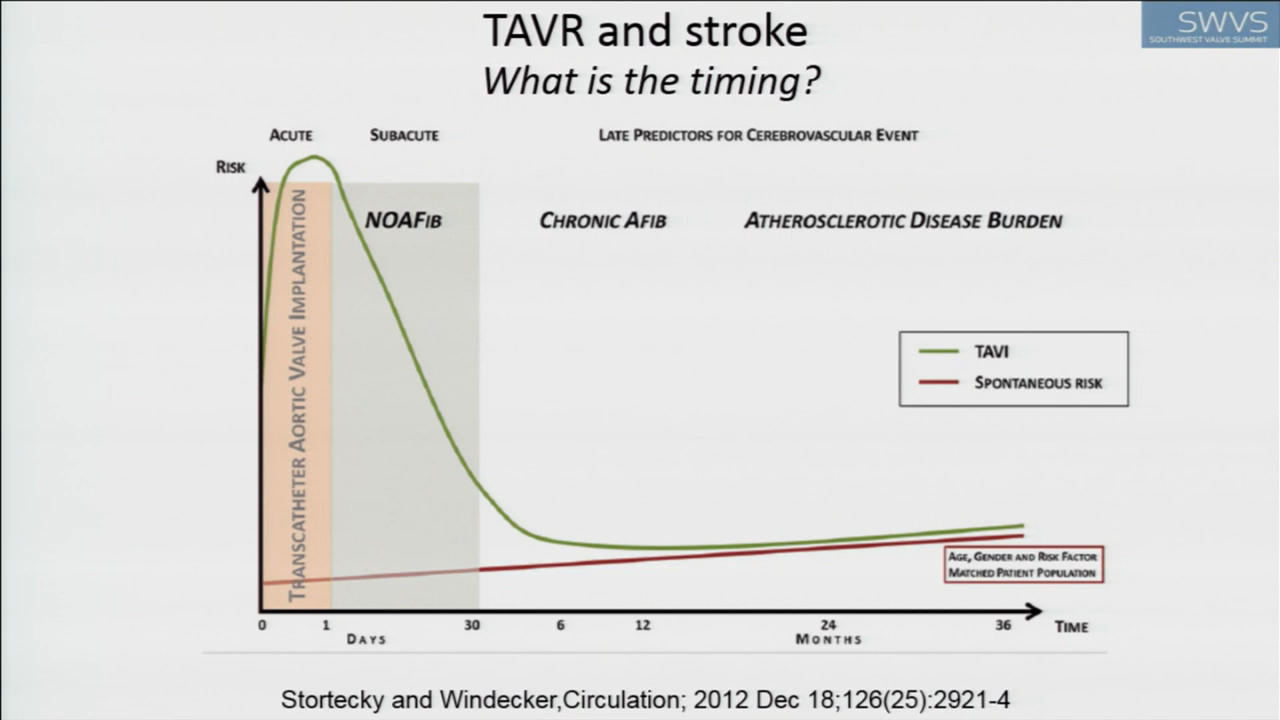 TAVR and stroke
What is the timing?
SWVS
SOUTHWEST VALVE SUMMIT
ACUTE
SUBACUTE
LATE PREDICTORS FOR CEREBROVASCULAR EVENT
RISK
TRANSCATHETER AORTIC VALVE IMPLANTATION
NOAFIB
CHRONIC AFIB
ATHEROSCLEROTIC DISEASE BURDEN
TAVI
SPONTANEOUS RISK
AGE, GENDER AND RISK FACTOR
MATCHED PATIENT POPULATION
0 1 30 6 12 24 36
TIME
DAYS
MONTHS
Stortecky and Windecker,Circulation; 2012 Dec 18;126(25):2921-4